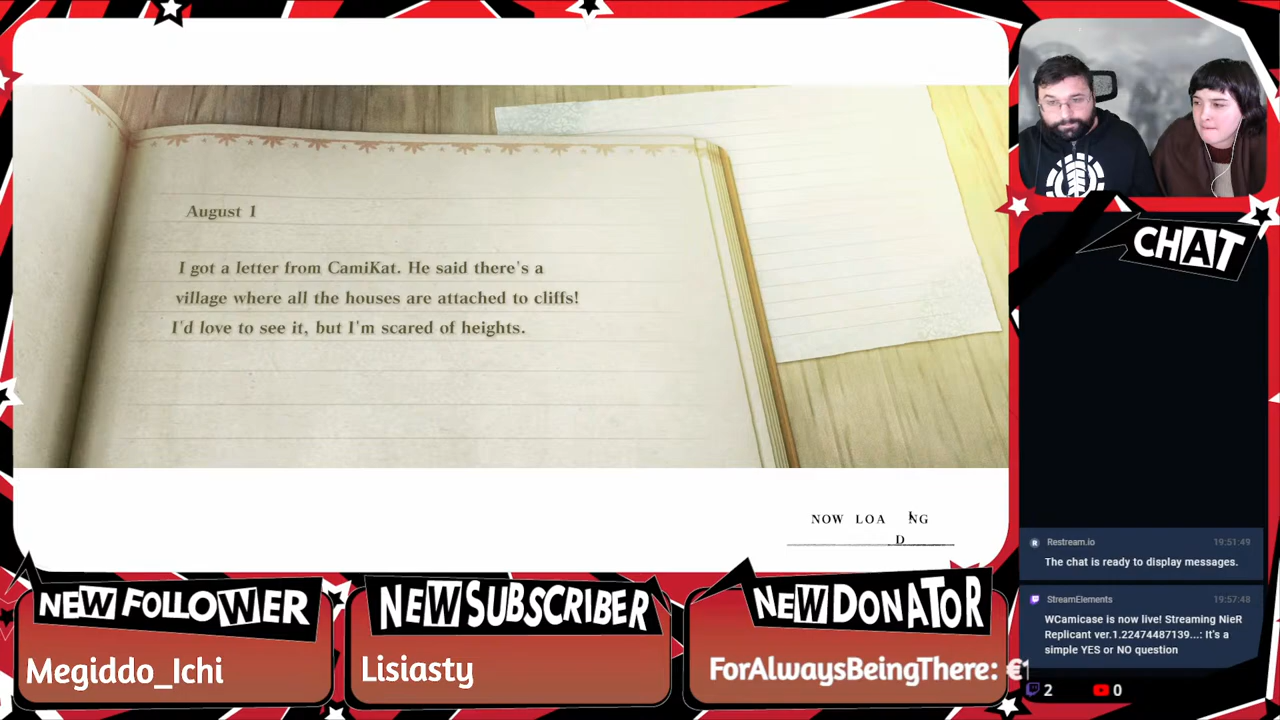 August 1
I got a letter from CamiKat. He said there's a
village where all the houses are attached to cliffs!
I'd love to see it, but I'm scared of heights.
NOW LOADING
CHAT
Restream.io 19:51:49
The chat is ready to display messages.
StreamElements 19:57:48
WCamicase is now live! Streaming NieR
Replicant ver.1.22474487139...: It's a
simple YES or NO question
2 0
NEW FOLLOWER
Megiddo_Ichi
NEW SUBSCRIBER
Lisiasty
NEW DONATOR
ForAlwaysBeingThere: €